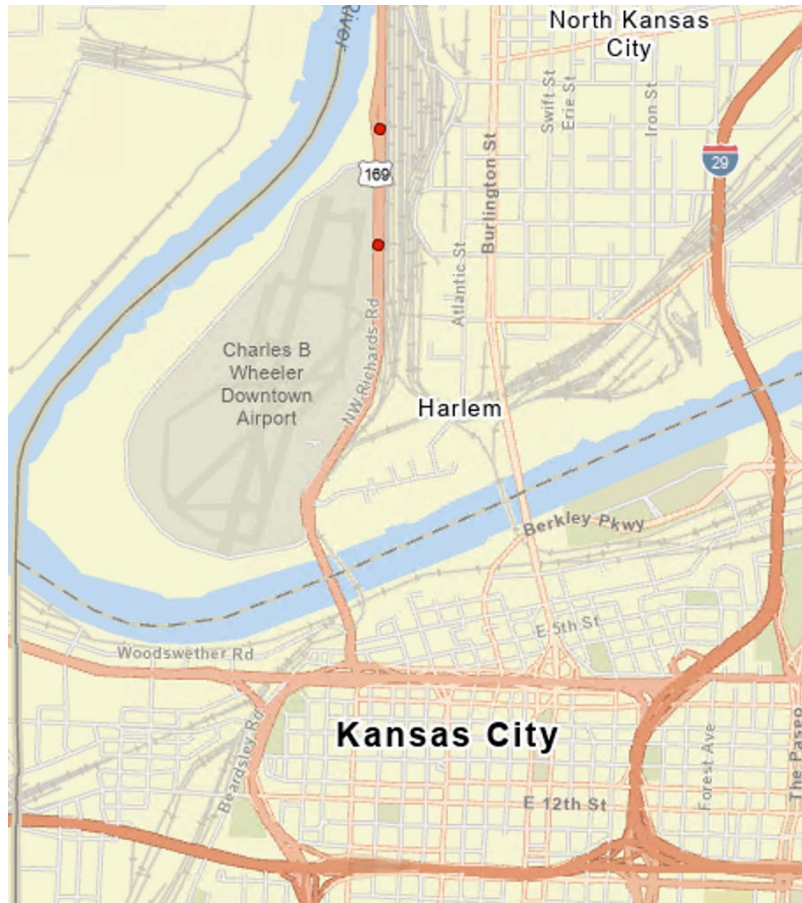 North Kansas
City
River
Swift St
Erie St
Iron St
29
169
Burlington St
Atlantic St
NW Richards Rd
Charles B
Wheeler
Downtown
Airport
Harlem
Berkley Pkwy
E 5th St
Woodswether Rd
Kansas City
Beardsley Rd
Forest Ave
The Paseo
E 12th St